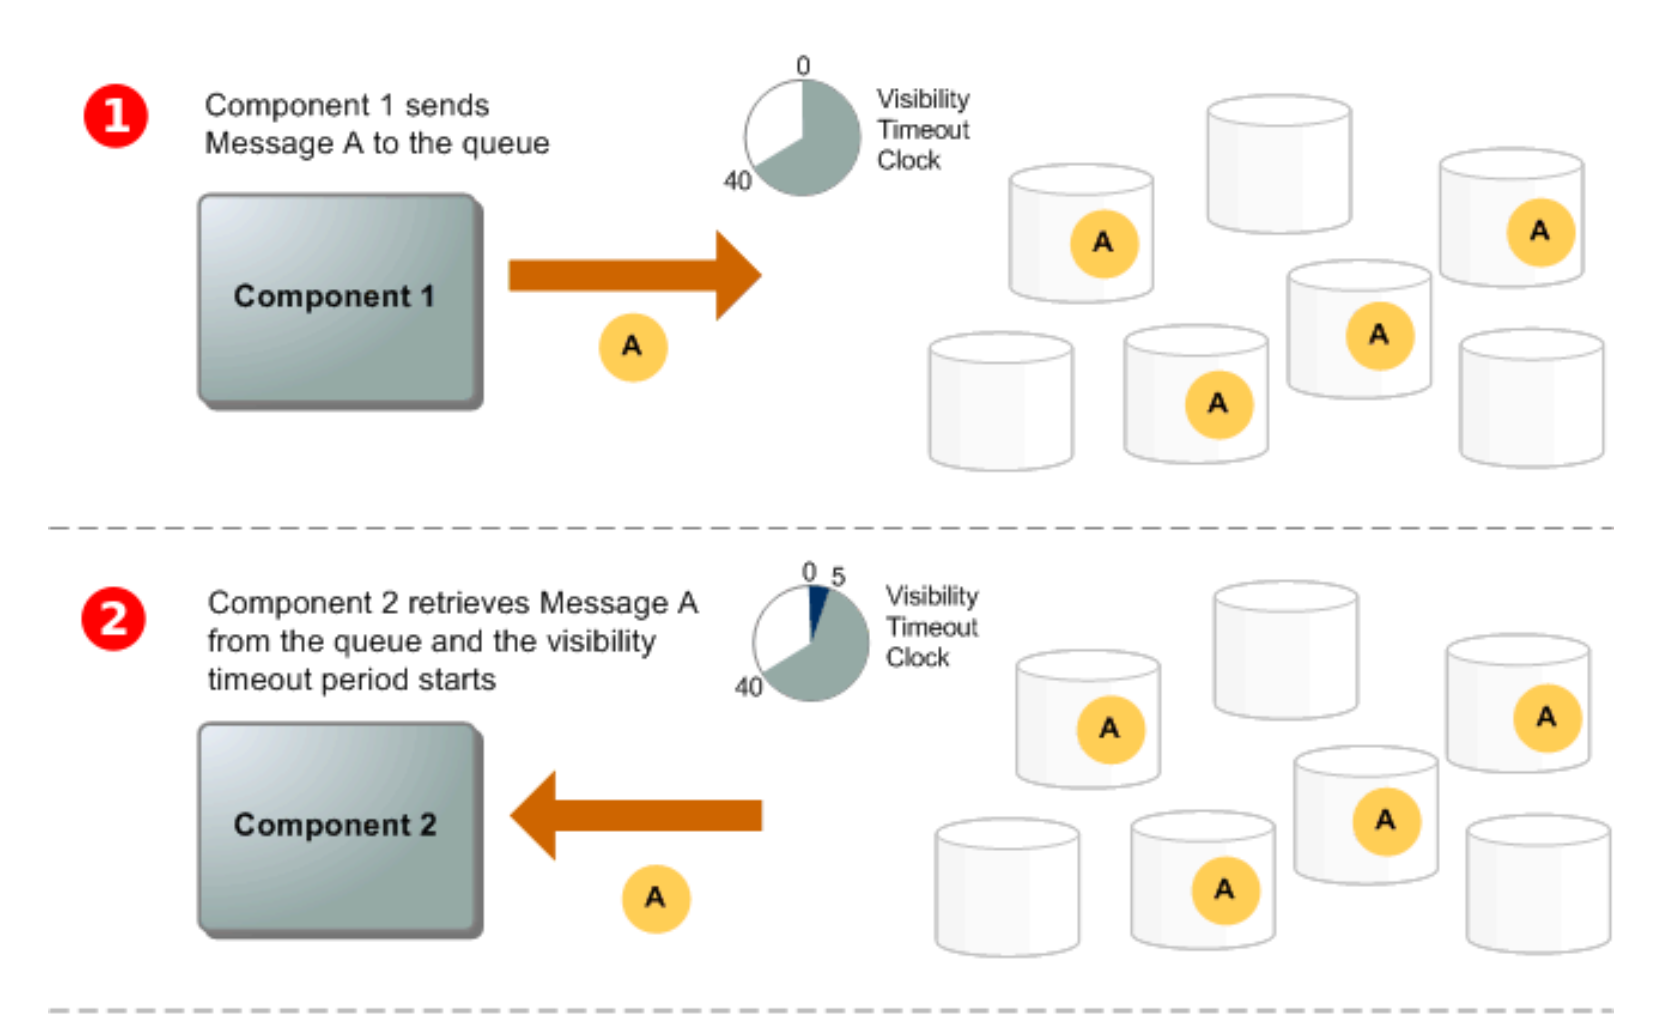 1
Component 1 sends
Message A to the queue
0
40
Visibility
Timeout
Clock
Component 1
A
A
A
A
A
2
Component 2 retrieves Message A
from the queue and the visibility
timeout period starts
0 5
40
Visibility
Timeout
Clock
Component 2
A
A
A
A
A